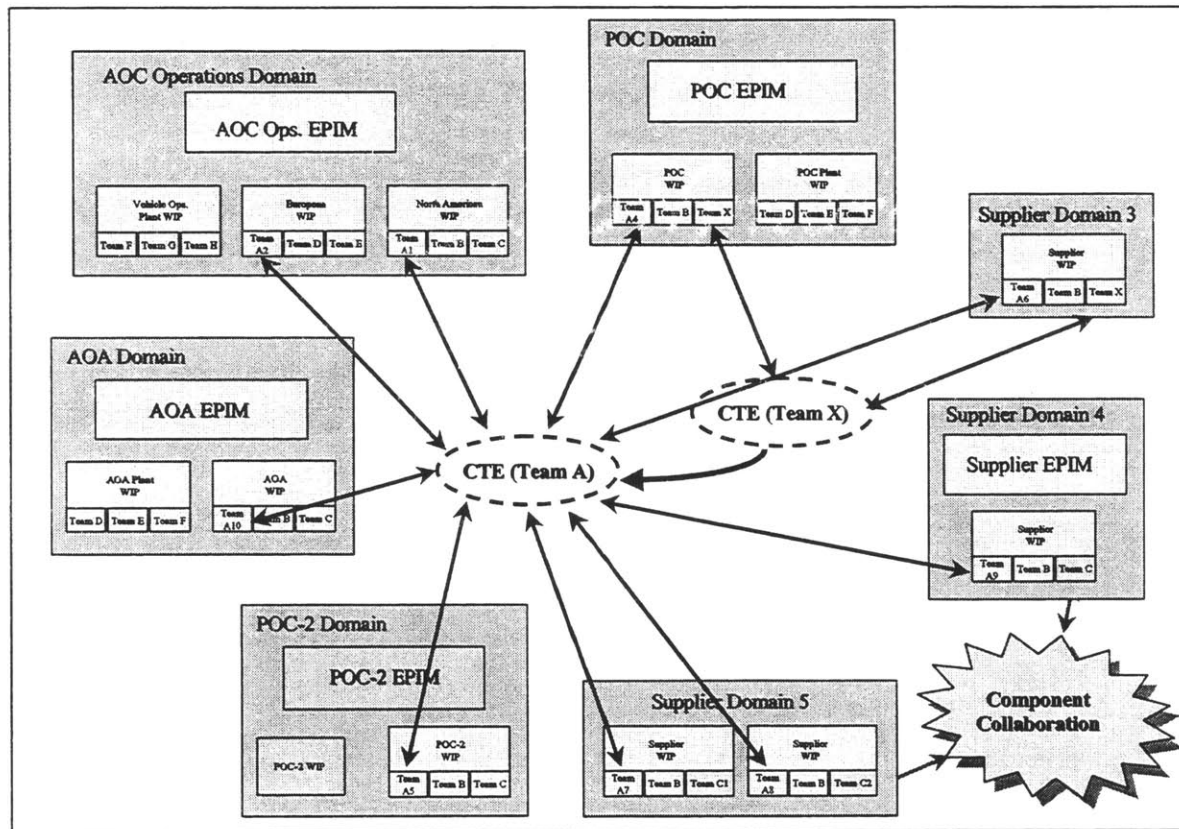 AOC Operations Domain
AOC Ops. EPIM
Vehicle Ops.
Plant WIP
Team F
Team G
Team H
European
WIP
Team
A2
Team D
Team E
North American
WIP
Team
A1
Team B
Team C
POC Domain
POC EPIM
POC
WIP
Team
A4
Team B
Team X
POC Plant
WIP
Team D
Team E
Team F
Supplier Domain 3
Supplier
WIP
Team
A6
Team B
Team X
AOA Domain
AOA EPIM
AOA Plant
WIP
Team D
Team E
Team F
AOA
WIP
Team
A10
Team B
Team C
CTE (Team X)
CTE (Team A)
Supplier Domain 4
Supplier EPIM
Supplier
WIP
Team
A9
Team B
Team C
POC-2 Domain
POC-2 EPIM
POC-2 WIP
POC-2
WIP
Team
A5
Team B
Team C
Supplier Domain 5
Supplier
WIP
Team
A7
Team B
Team C1
Supplier
WIP
Team
A8
Team B
Team C2
Component
Collaboration